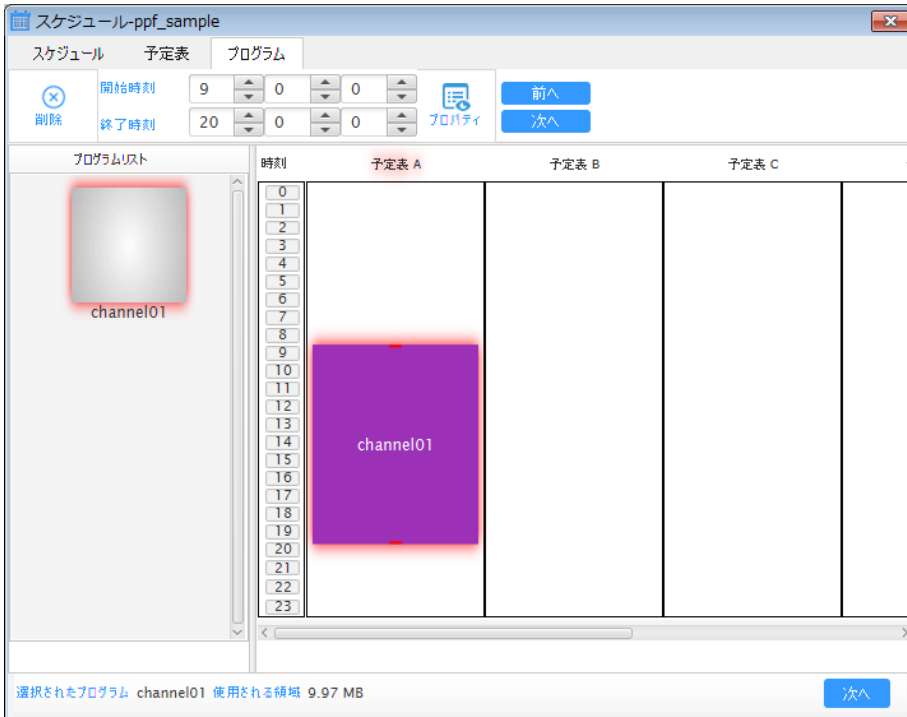 スケジュール-ppf_sample
スケジュール 予定表 プログラム
削除
開始時刻 9 0 0
終了時刻 20 0 0
プロパティ
前へ
次へ
プログラムリスト
channel01
時刻 予定表 A 予定表 B 予定表 C
0
1
2
3
4
5
6
7
8
9
10
11
12
13
14
15
16
17
18
19
20
21
22
23
channel01
選択されたプログラム channel01 使用される領域 9.97 MB
次へ